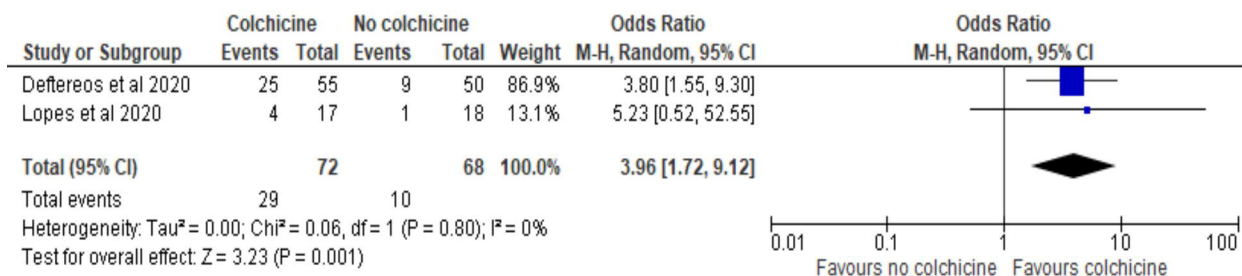 Colchicine No colchicine Odds Ratio Odds Ratio
Study or Subgroup Events Total Events Total Weight M-H, Random, 95% CI M-H, Random, 95% CI
Deftereos et al 2020 25 55 9 50 86.9% 3.80 [1.55, 9.30]
Lopes et al 2020 4 17 1 18 13.1% 5.23 [0.52, 52.55]
Total (95% CI) 72 68 100.0% 3.96 [1.72, 9.12]
Total events 29 10
Heterogeneity: Tau² = 0.00; Chi² = 0.06, df = 1 (P = 0.80); I² = 0%
Test for overall effect: Z = 3.23 (P = 0.001)
0.01 0.1 1 10 100
Favours no colchicine Favours colchicine